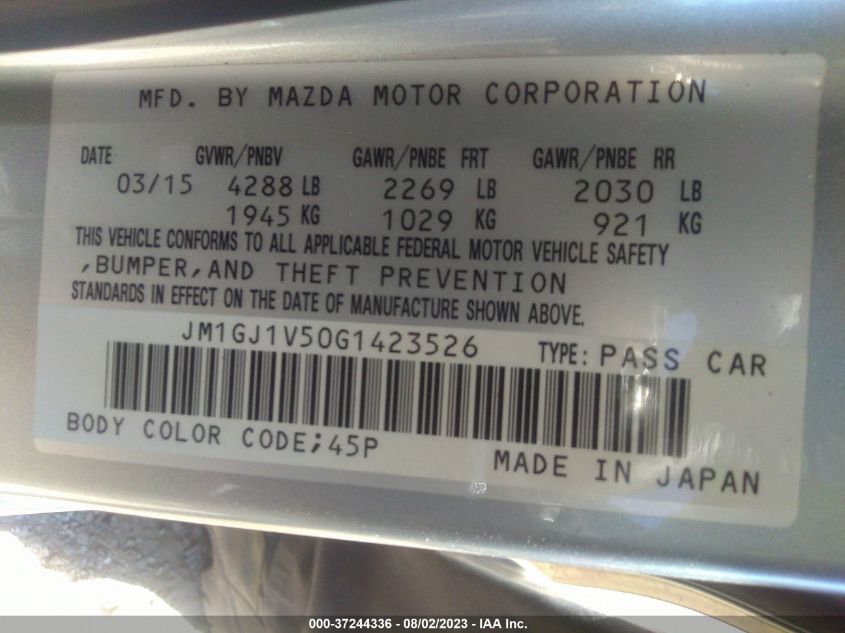 MFD. BY MAZDA MOTOR CORPORATION
DATE GVWR/PNBV GAWR/PNBE FRT GAWR/PNBE RR
03/15 4288 LB 2269 LB 2030 LB
1945 KG 1029 KG 921 KG
THIS VEHICLE CONFORMS TO ALL APPLICABLE FEDERAL MOTOR VEHICLE SAFETY
,BUMPER,AND THEFT PREVENTION
STANDARDS IN EFFECT ON THE DATE OF MANUFACTURE SHOWN ABOVE.
JM1GJ1V50G1423526 TYPE: PASS CAR
BODY COLOR CODE;45P
MADE IN JAPAN
000-37244336 - 08/02/2023 - IAA Inc.